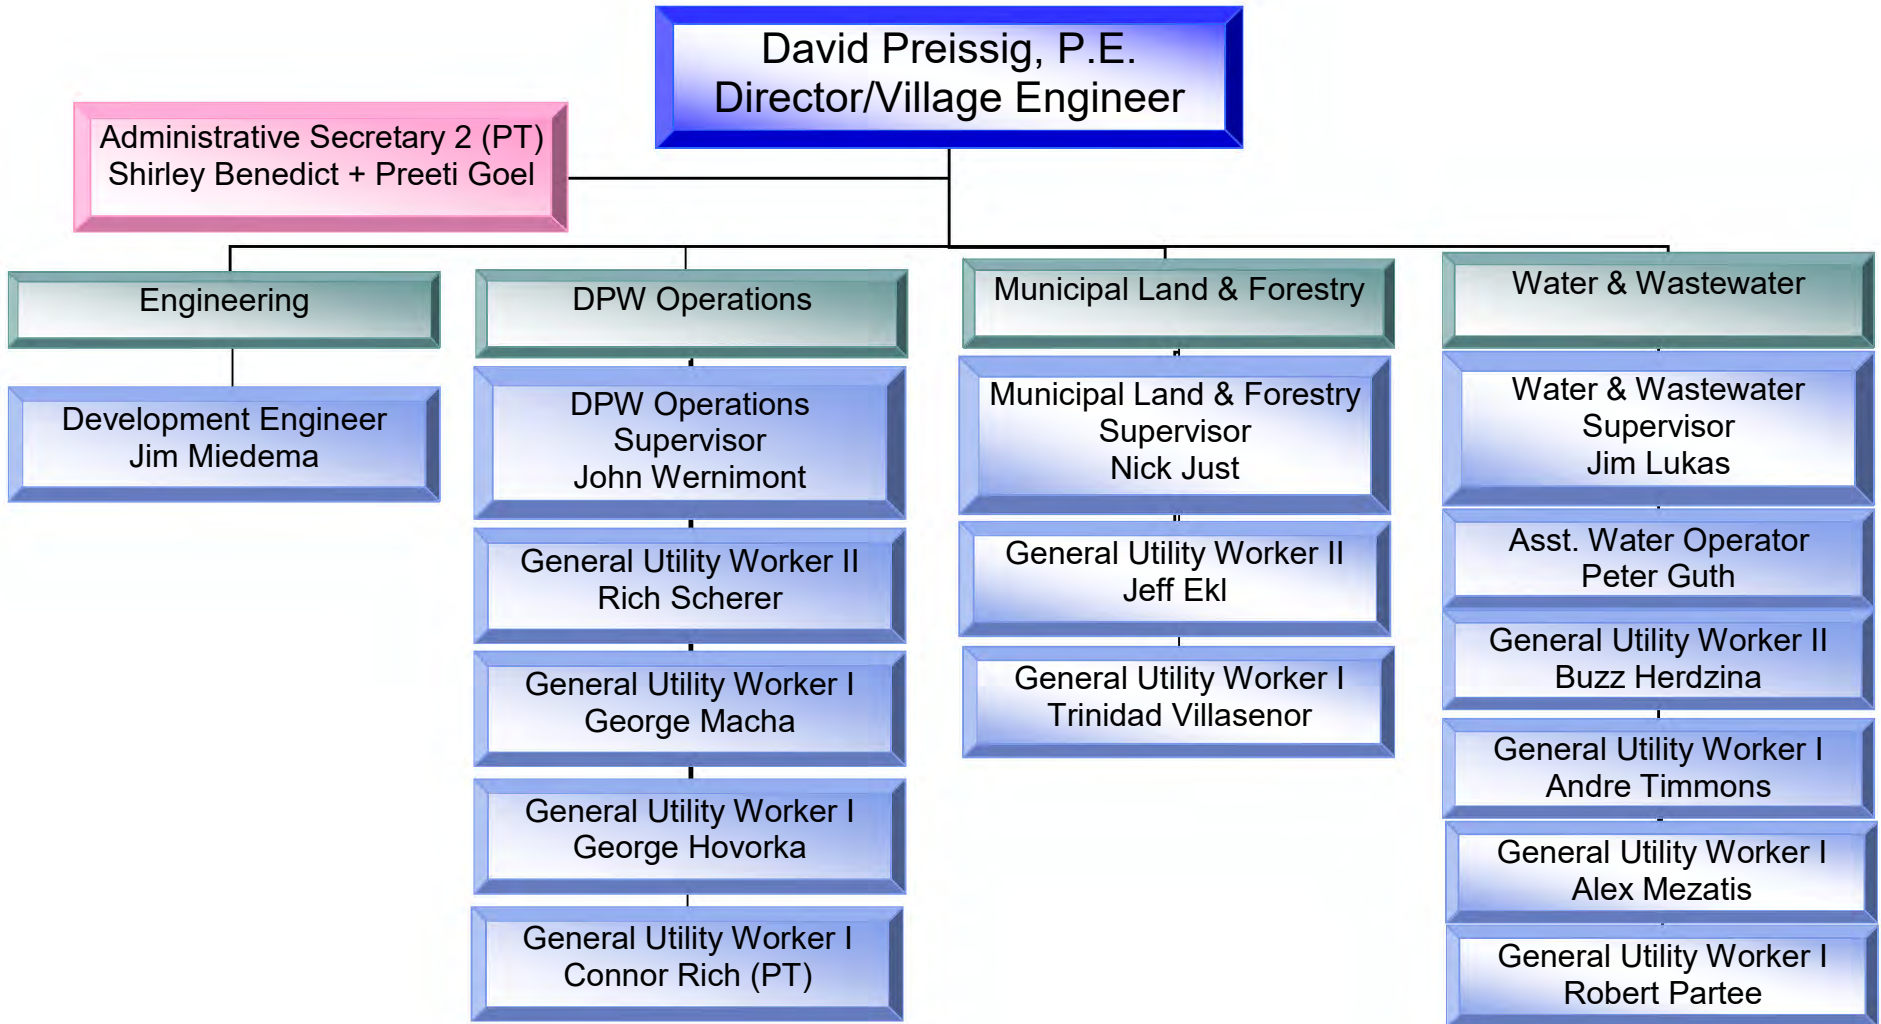 David Preissig, P.E.
Director/Village Engineer
Administrative Secretary 2 (PT)
Shirley Benedict + Preeti Goel
Engineering
Development Engineer
Jim Miedema
DPW Operations
DPW Operations
Supervisor
John Wernimont
General Utility Worker II
Rich Scherer
General Utility Worker I
George Macha
General Utility Worker I
George Hovorka
General Utility Worker I
Connor Rich (PT)
Municipal Land & Forestry
Municipal Land & Forestry
Supervisor
Nick Just
General Utility Worker II
Jeff Ekl
General Utility Worker I
Trinidad Villasenor
Water & Wastewater
Water & Wastewater
Supervisor
Jim Lukas
Asst. Water Operator
Peter Guth
General Utility Worker II
Buzz Herdzina
General Utility Worker I
Andre Timmons
General Utility Worker I
Alex Mezatis
General Utility Worker I
Robert Partee